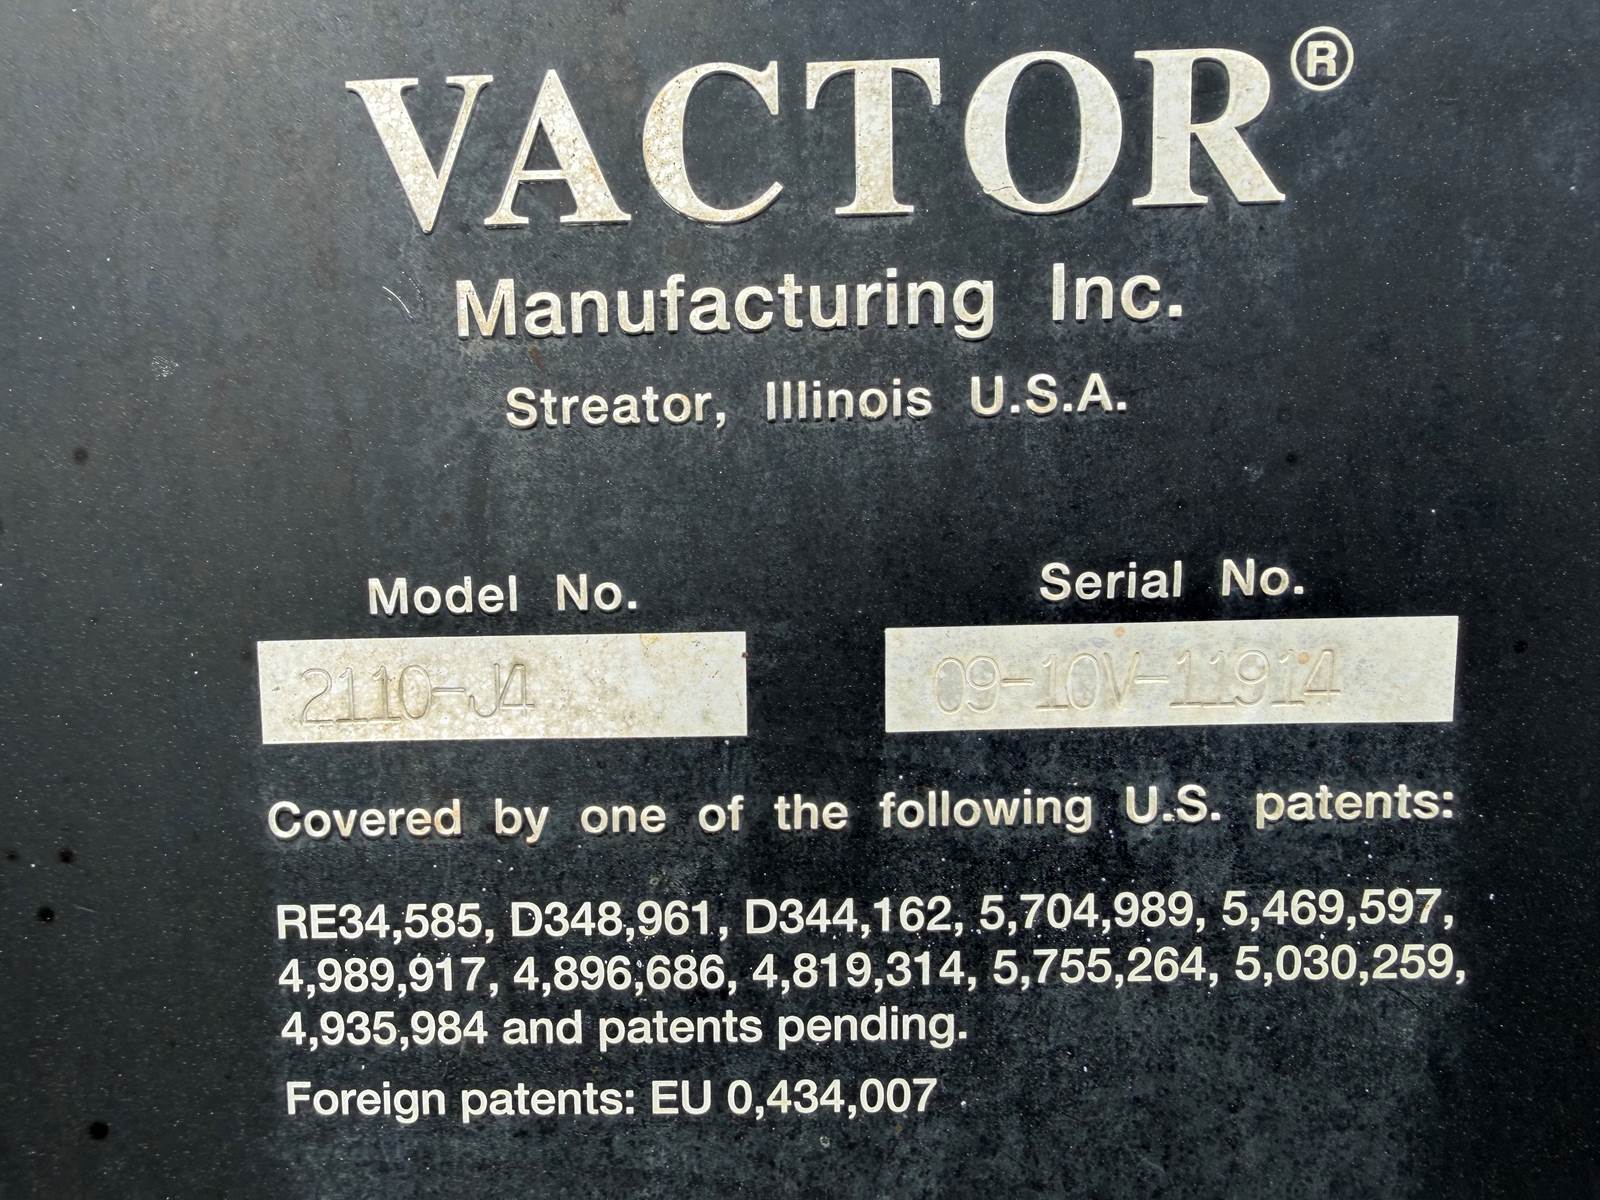 VACTOR®
Manufacturing Inc.
Streator, Illinois U.S.A.
Model No. Serial No.
2110-J4 09-10V-11914
Covered by one of the following U.S. patents:
RE34,585, D348,961, D344,162, 5,704,989, 5,469,597,
4,989,917, 4,896,686, 4,819,314, 5,755,264, 5,030,259,
4,935,984 and patents pending.
Foreign patents: EU 0,434,007